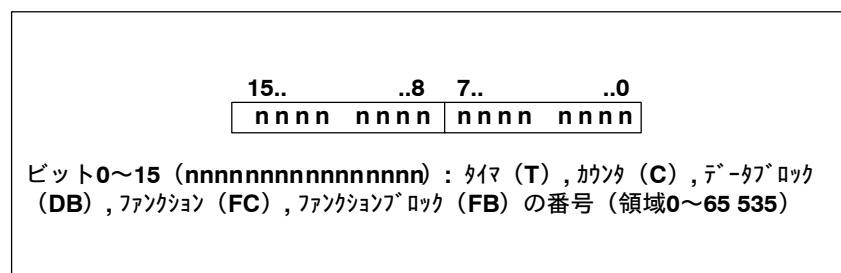 15.. ..8 7.. ..0
nnnn nnnn nnnn nnnn
ビット0～15（nnnnnnnnnnnnnnnn）: ﾀｲﾏ（T）, ｶｳﾝﾀ（C）, ﾃﾞｰﾀﾌﾞﾛｯｸ
（DB）, ﾌｧﾝｸｼｮﾝ（FC）, ﾌｧﾝｸｼｮﾝﾌﾞﾛｯｸ（FB）の番号（領域0～65 535）